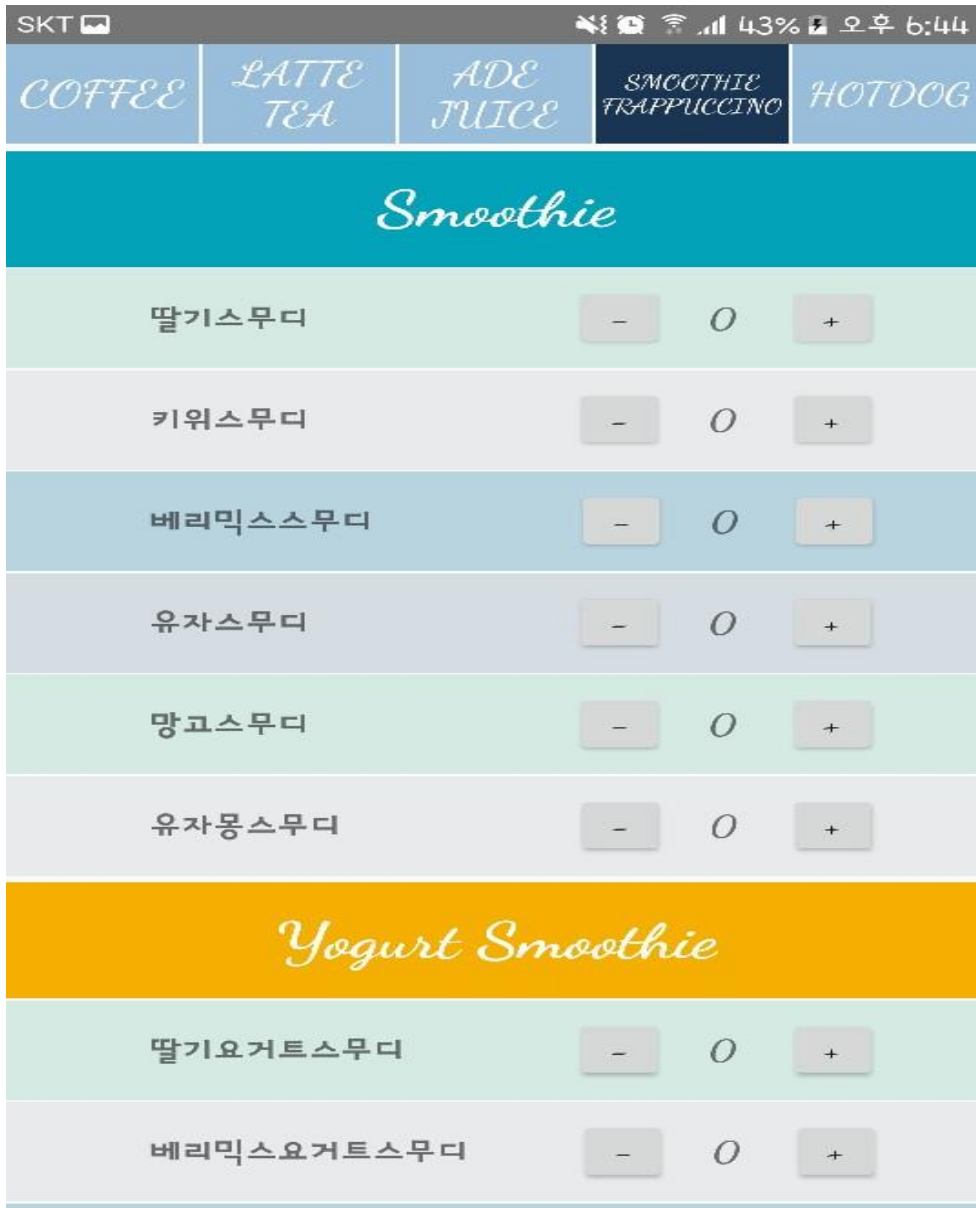 SKT 43% 오후 6:44
COFFEE
LATTE
TEA
ADE
JUICE
SMOOTHIE
FRAPPUCCINO
HOTDOG
Smoothie
딸기스무디 - 0 +
키위스무디 - 0 +
베리믹스스무디 - 0 +
유자스무디 - 0 +
망고스무디 - 0 +
유자몽스무디 - 0 +
Yogurt Smoothie
딸기요거트스무디 - 0 +
베리믹스요거트스무디 - 0 +